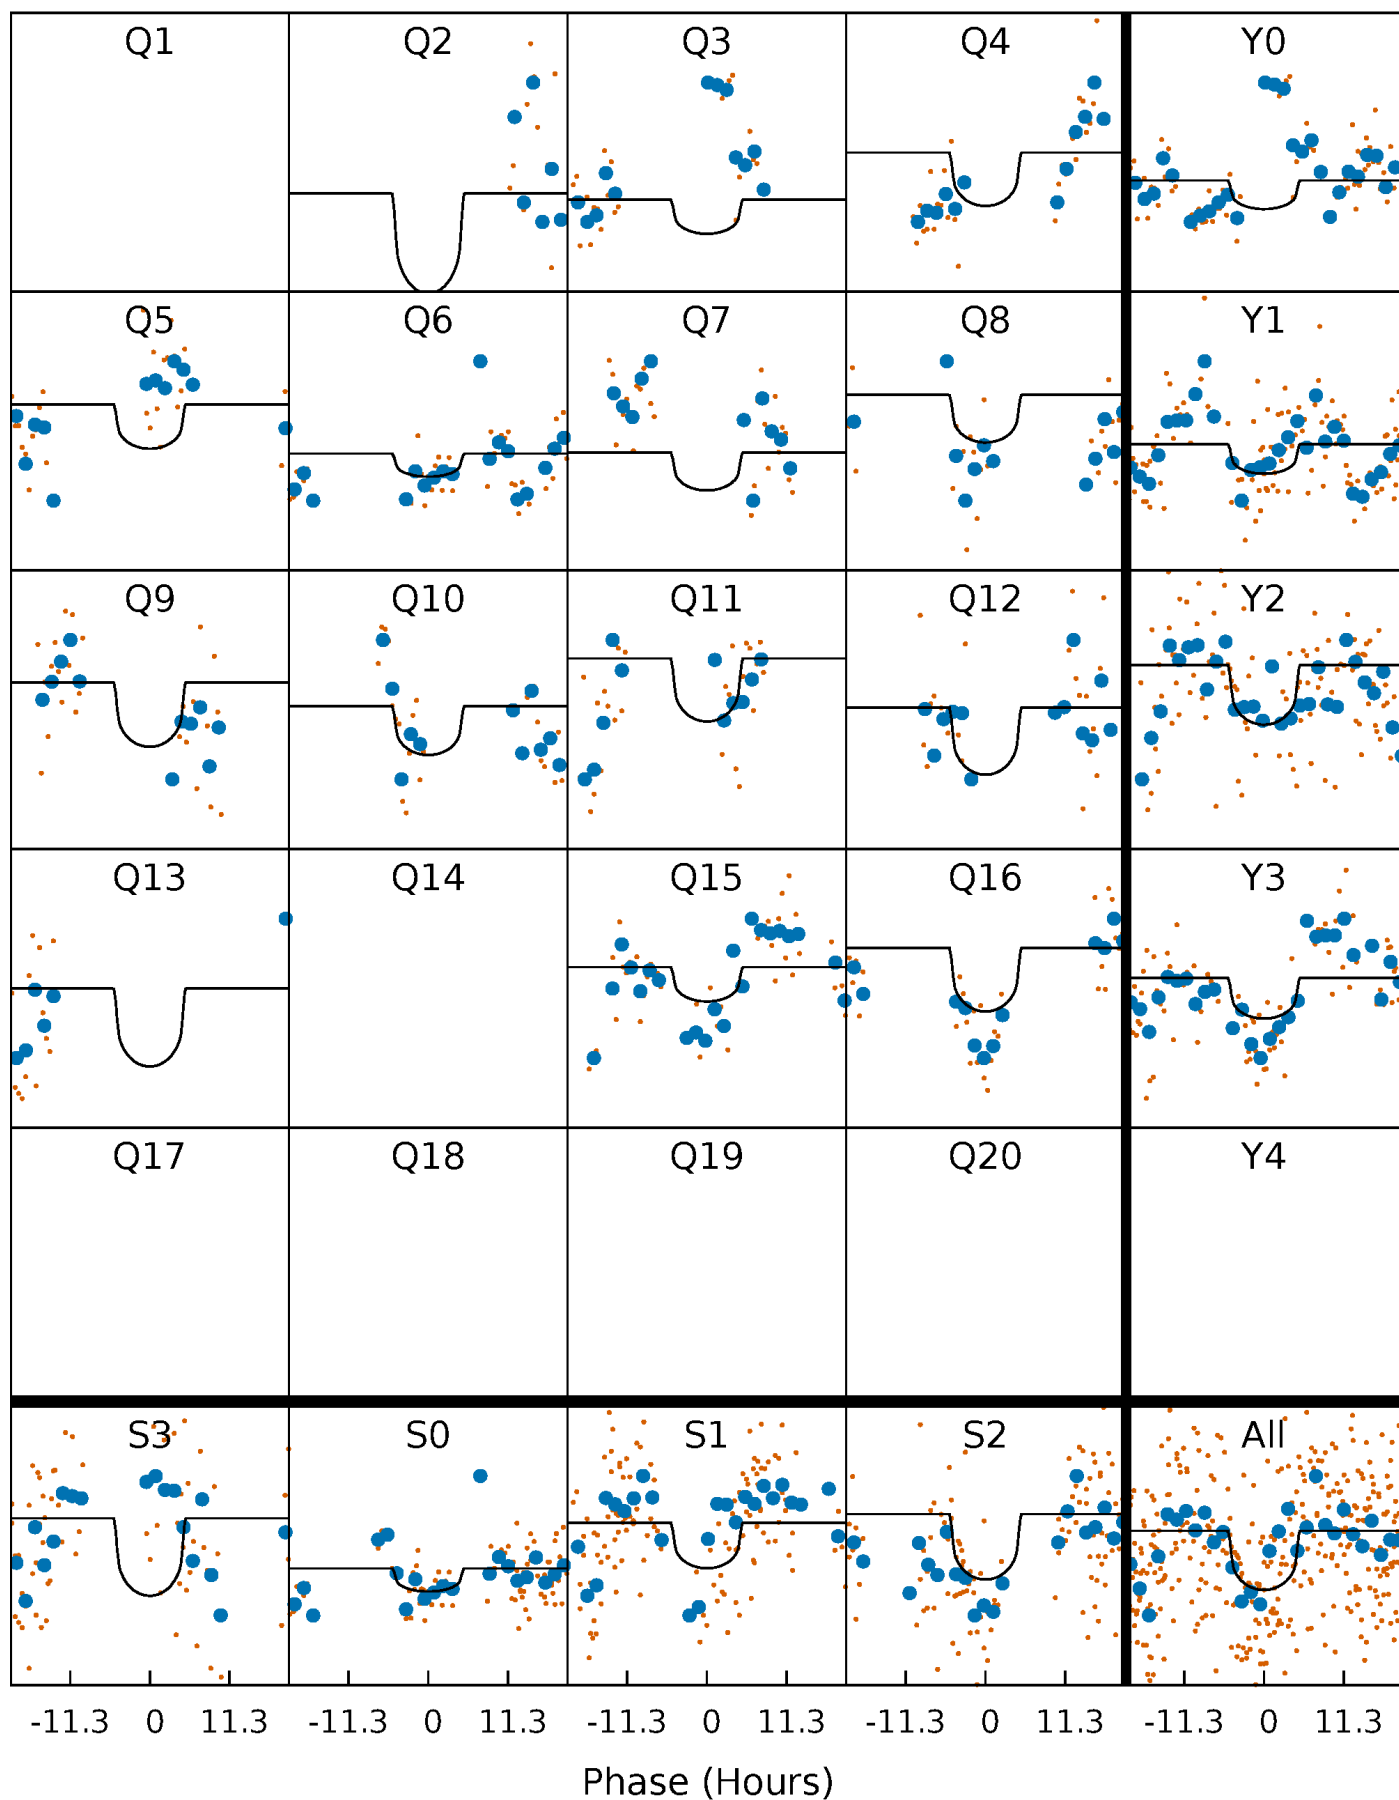 Q1 Q2 Q3 Q4 Y0
Q5 Q6 Q7 Q8 Y1
Q9 Q10 Q11 Q12 Y2
Q13 Q14 Q15 Q16 Y3
Q17 Q18 Q19 Q20 Y4
S3 S0 S1 S2 All
-11.3 0 11.3 -11.3 0 11.3 -11.3 0 11.3 -11.3 0 11.3 -11.3 0 11.3
Phase (Hours)